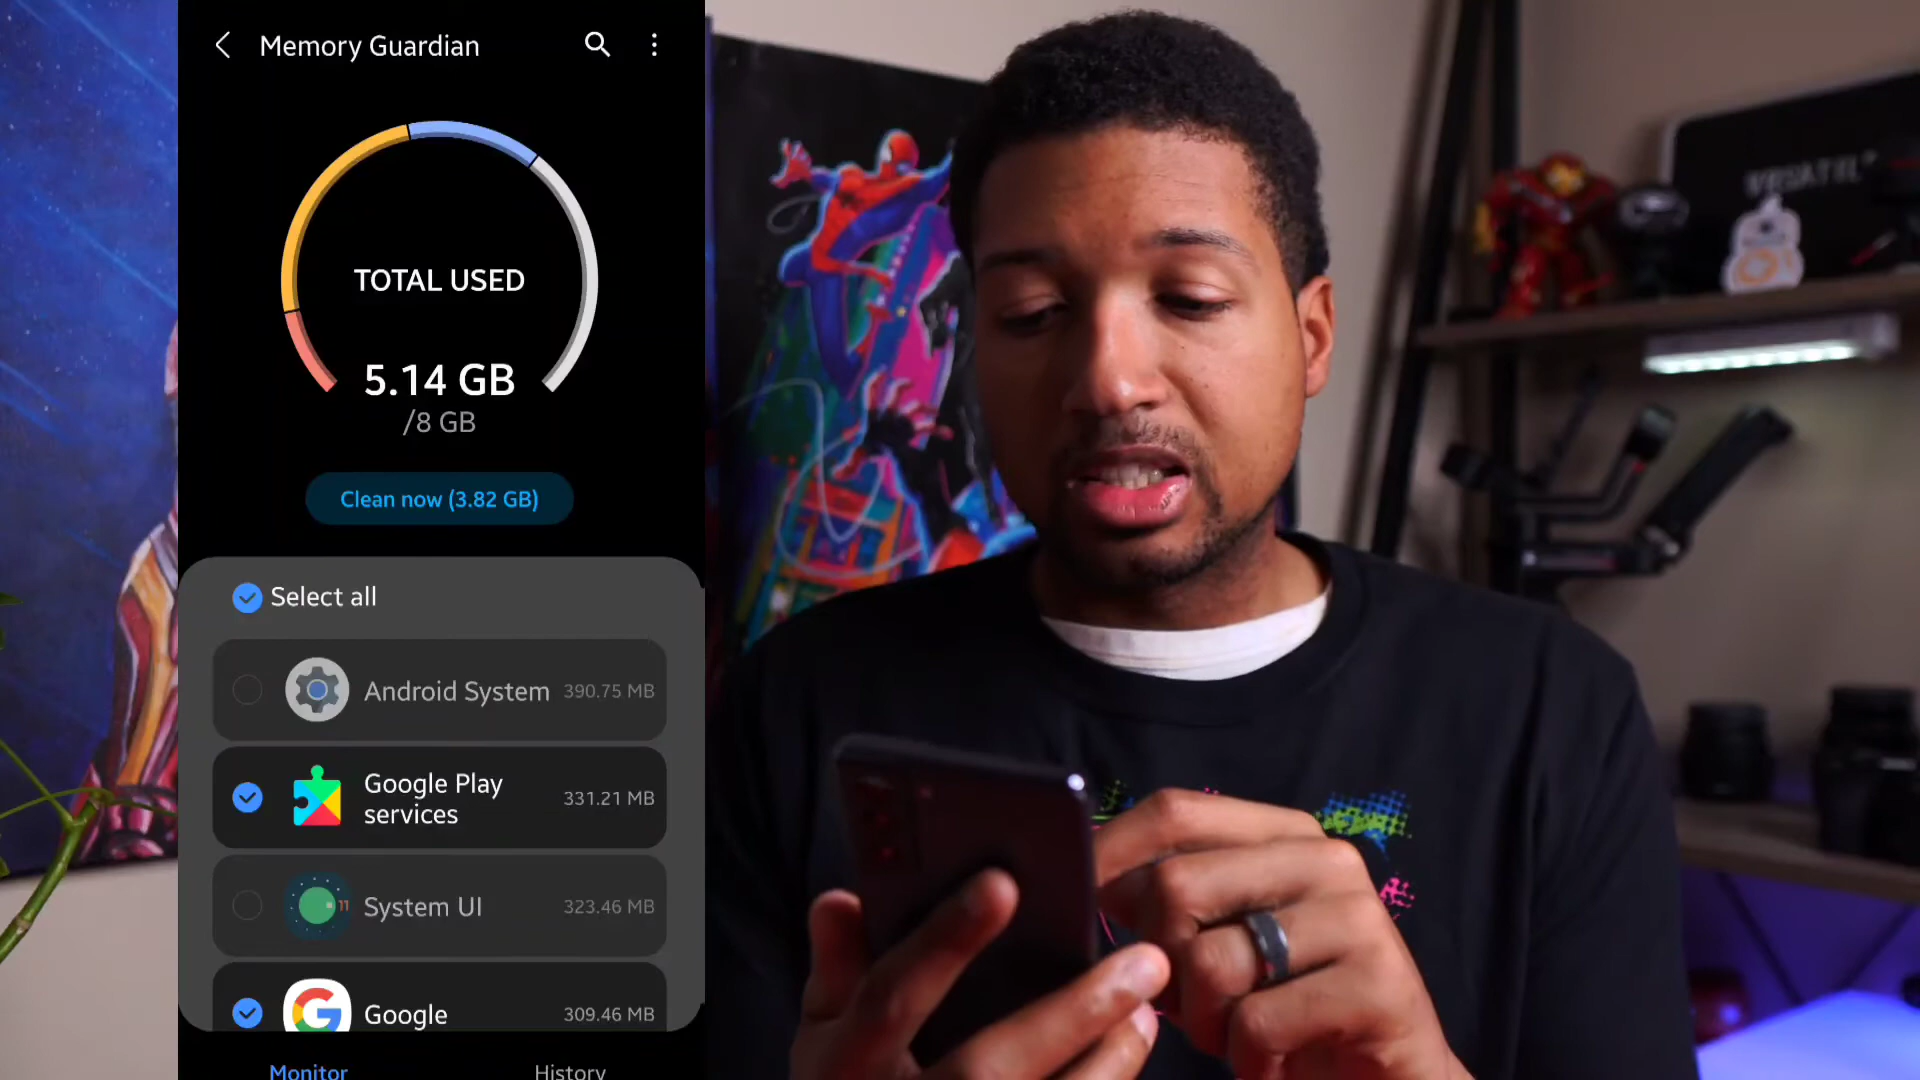 Memory Guardian
TOTAL USED
5.14 GB
/8 GB
Clean now (3.82 GB)
Select all
Android System 390.75 MB
Google Play
services
331.21 MB
11
System UI 323.46 MB
Google 309.46 MB
Monitor History